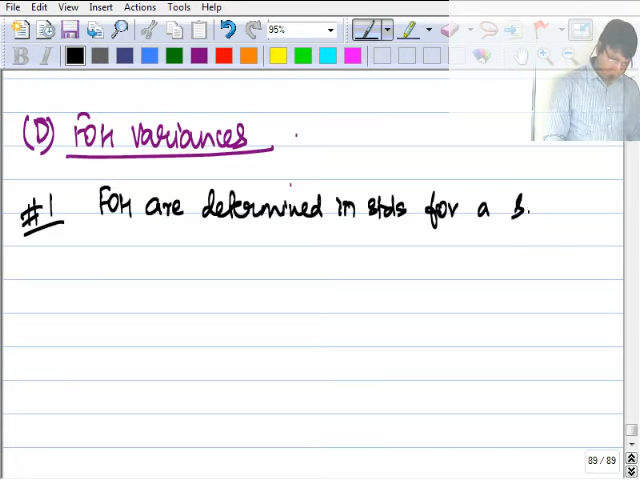 File Edit View Insert Actions Tools Help
95%
B I
(D) FOH variances
#1 FOH are determined in stds for a s.
89 / 89